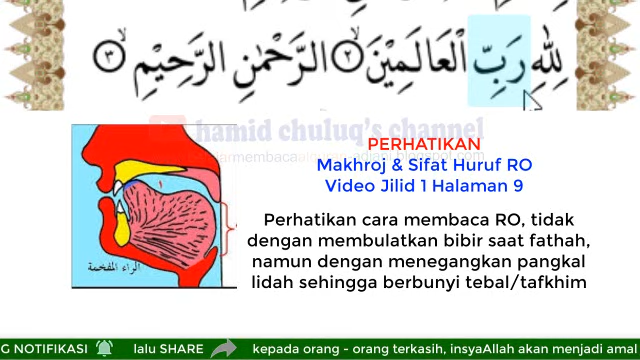 لِلّٰهِ رَبِّ الْعَالَمِيْنَ ۙ ﴿٢﴾ الرَّحْمٰنِ الرَّحِيْمِ ۙ ﴿٣﴾
hamid chuluq's channel
PERHATIKAN
Makhroj & Sifat Huruf RO
Video Jilid 1 Halaman 9
Perhatikan cara membaca RO, tidak
dengan membulatkan bibir saat fathah,
namun dengan menegangkan pangkal
lidah sehingga berbunyi tebal/tafkhim
الراء المفخمة
G NOTIFIKASI lalu SHARE kepada orang - orang terkasih, insyaAllah akan menjadi amal